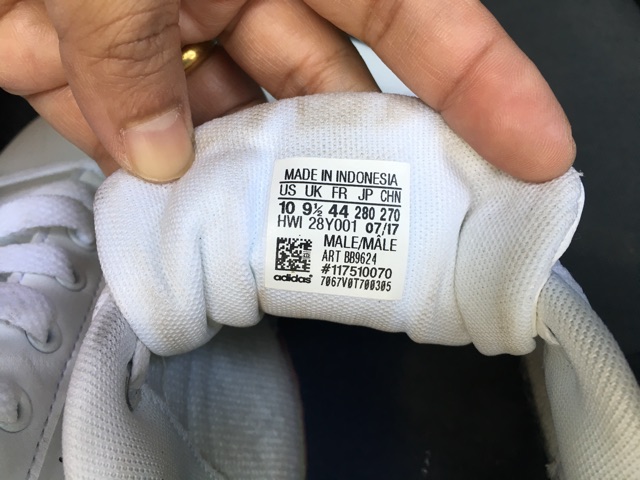 MADE IN INDONESIA
US UK FR JP CHN
10 9½ 44 280 270
HWI 28Y001 07/17
MALE/MÂLE
ART BB9624
#117510070
adidas 7067V0T700305